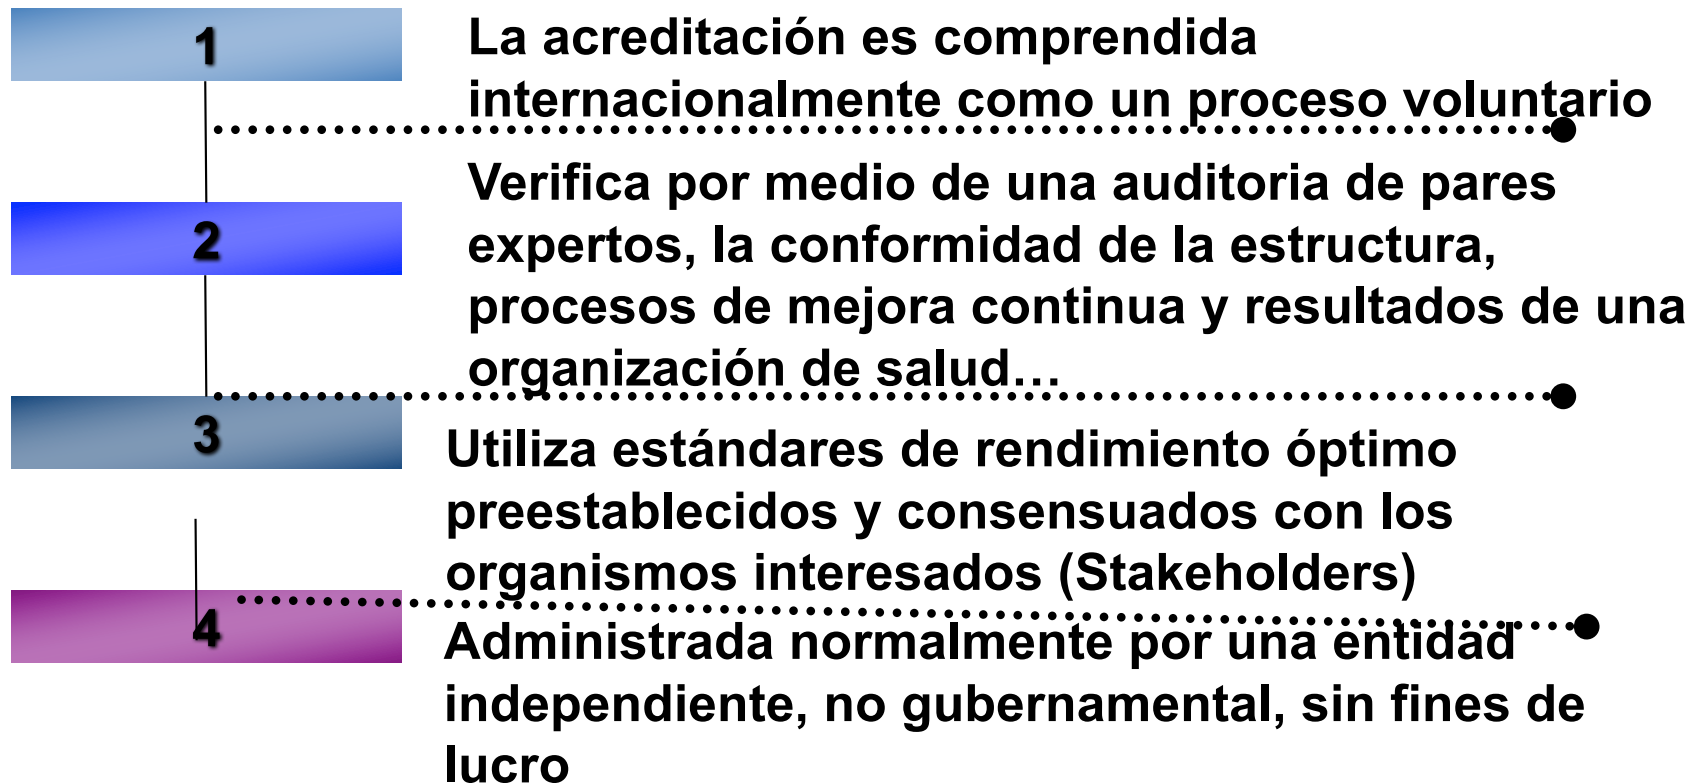 1
La acreditación es comprendida
internacionalmente como un proceso voluntario
2
Verifica por medio de una auditoria de pares
expertos, la conformidad de la estructura,
procesos de mejora continua y resultados de una
organización de salud…
3
Utiliza estándares de rendimiento óptimo
preestablecidos y consensuados con los
organismos interesados (Stakeholders)
4
Administrada normalmente por una entidad
independiente, no gubernamental, sin fines de
lucro